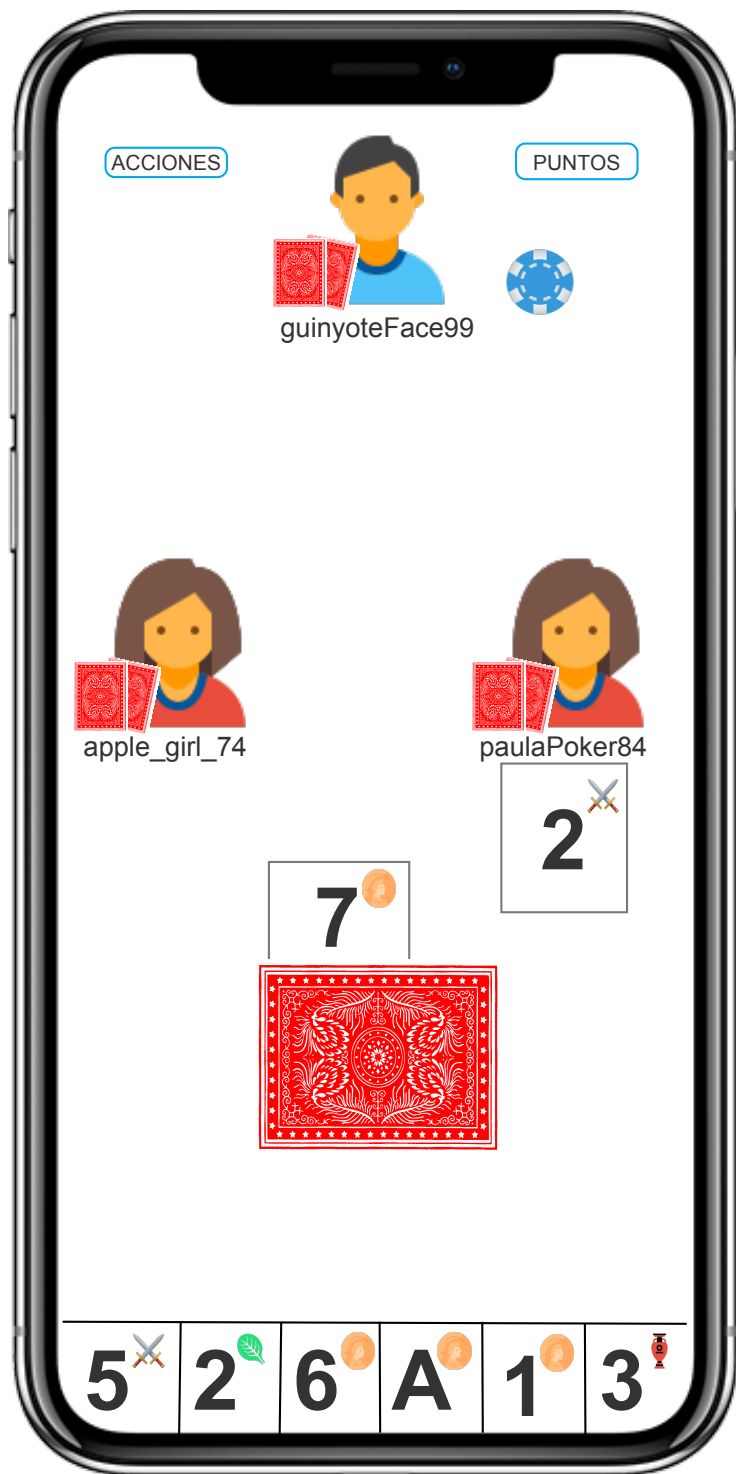 ACCIONES
PUNTOS
guinyoteFace99
apple_girl_74
paulaPoker84
2
7
5 2 6 A 1 3